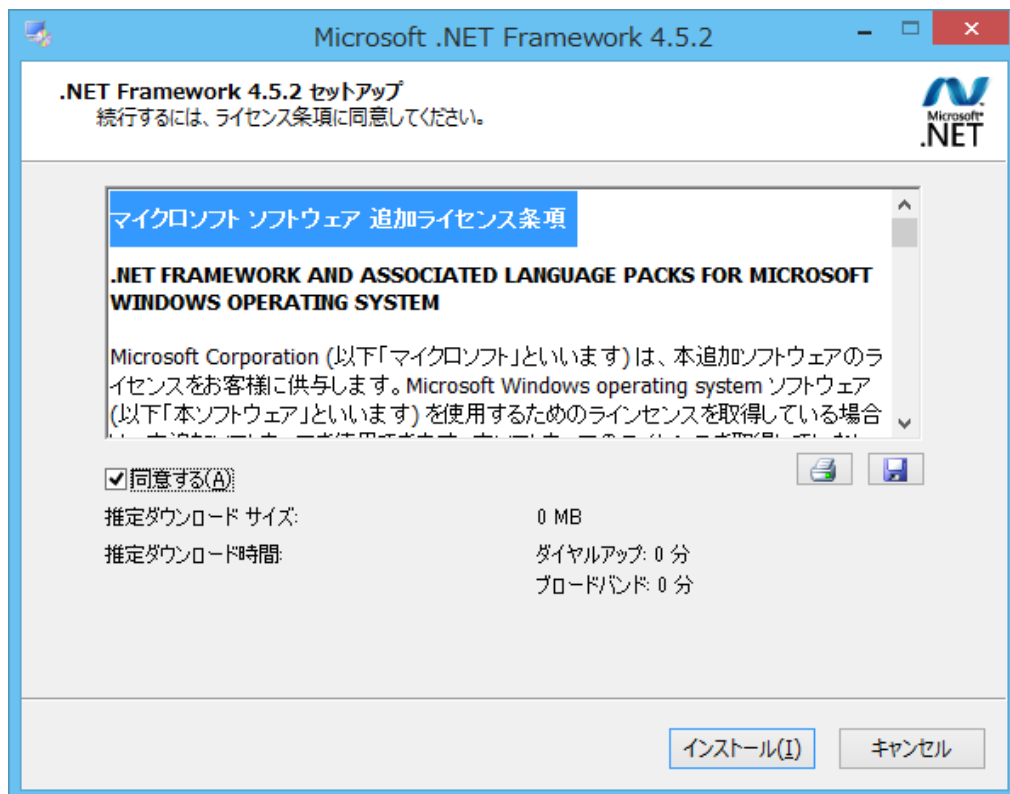 Microsoft .NET Framework 4.5.2
.NET Framework 4.5.2 セットアップ
続行するには、ライセンス条項に同意してください。
Microsoft
.NET
マイクロソフト ソフトウェア 追加ライセンス条項
.NET FRAMEWORK AND ASSOCIATED LANGUAGE PACKS FOR MICROSOFT
WINDOWS OPERATING SYSTEM
Microsoft Corporation (以下「マイクロソフト」といいます) は、本追加ソフトウェアのラ
イセンスをお客様に供与します。Microsoft Windows operating system ソフトウェア
(以下「本ソフトウェア」といいます) を使用するためのラインセンスを取得している場合
同意する(A)
推定ダウンロード サイズ: 0 MB
推定ダウンロード時間: ダイヤルアップ: 0 分
ブロードバンド: 0 分
インストール(I) キャンセル